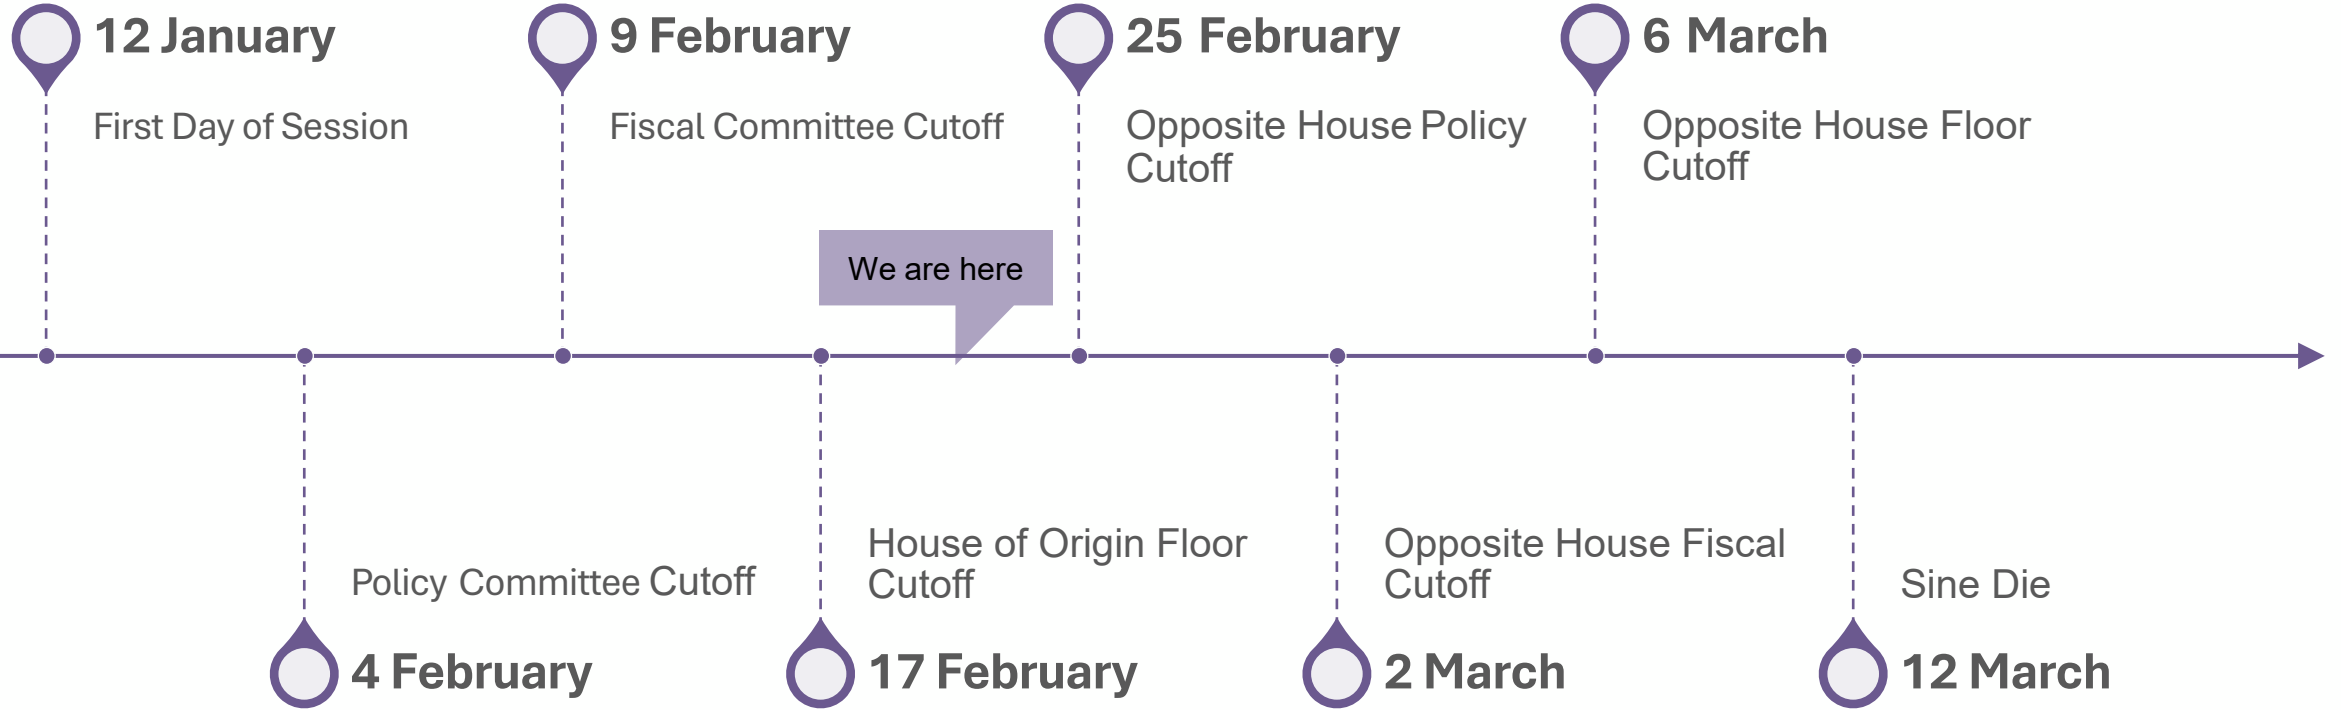 12 January
First Day of Session
9 February
Fiscal Committee Cutoff
25 February
Opposite House Policy
Cutoff
6 March
Opposite House Floor
Cutoff
We are here
Policy Committee Cutoff
4 February
House of Origin Floor
Cutoff
17 February
Opposite House Fiscal
Cutoff
2 March
Sine Die
12 March